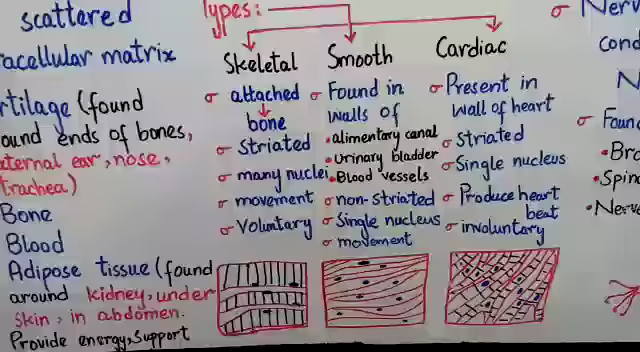 scattered
acellular matrix
rtilage (found
ound ends of bones,
xternal ear, nose,
trachea)
Bone
Blood
Adipose tissue (found
around kidney, under
skin, in abdomen.
Provide energy, support
Types:
Skeletal
attached
bone
Striated
many nuclei
movement
Voluntary
Smooth
Found in
walls of
alimentary canal
Urinary bladder
Blood vessels
non-striated
Single nucleus
movement
Cardiac
Present in
wall of heart
Striated
Single nucleus
Produce heart
beat
involuntary
Nerv
cond
N
Foun
Bro
Spin
Nerve